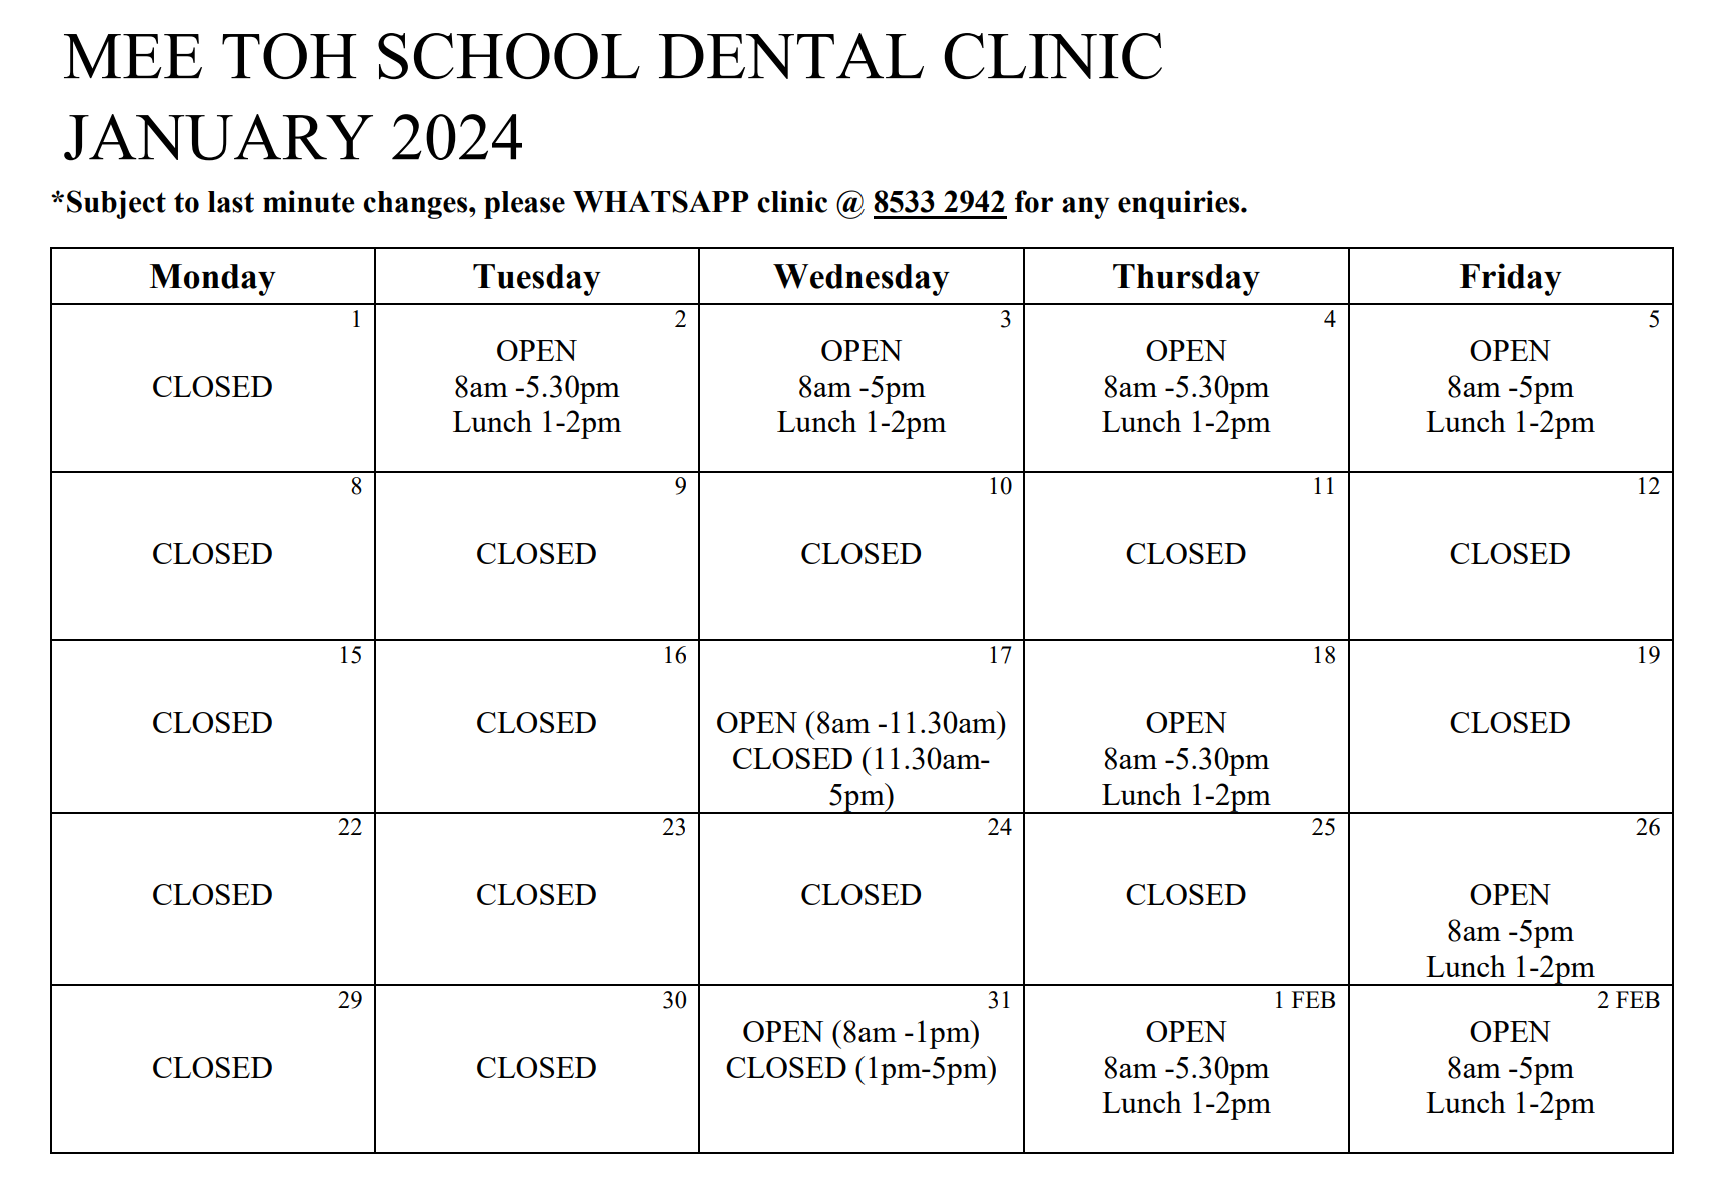 MEE TOH SCHOOL DENTAL CLINIC
JANUARY 2024
*Subject to last minute changes, please WHATSAPP clinic @ 8533 2942 for any enquiries.
Monday Tuesday Wednesday Thursday Friday
1
CLOSED
2
OPEN
8am -5.30pm
Lunch 1-2pm
3
OPEN
8am -5pm
Lunch 1-2pm
4
OPEN
8am -5.30pm
Lunch 1-2pm
5
OPEN
8am -5pm
Lunch 1-2pm
8
CLOSED
9
CLOSED
10
CLOSED
11
CLOSED
12
CLOSED
15
CLOSED
16
CLOSED
17
OPEN (8am -11.30am)
CLOSED (11.30am-
5pm)
18
OPEN
8am -5.30pm
Lunch 1-2pm
19
CLOSED
22
CLOSED
23
CLOSED
24
CLOSED
25
CLOSED
26
OPEN
8am -5pm
Lunch 1-2pm
29
CLOSED
30
CLOSED
31
OPEN (8am -1pm)
CLOSED (1pm-5pm)
1 FEB
OPEN
8am -5.30pm
Lunch 1-2pm
2 FEB
OPEN
8am -5pm
Lunch 1-2pm